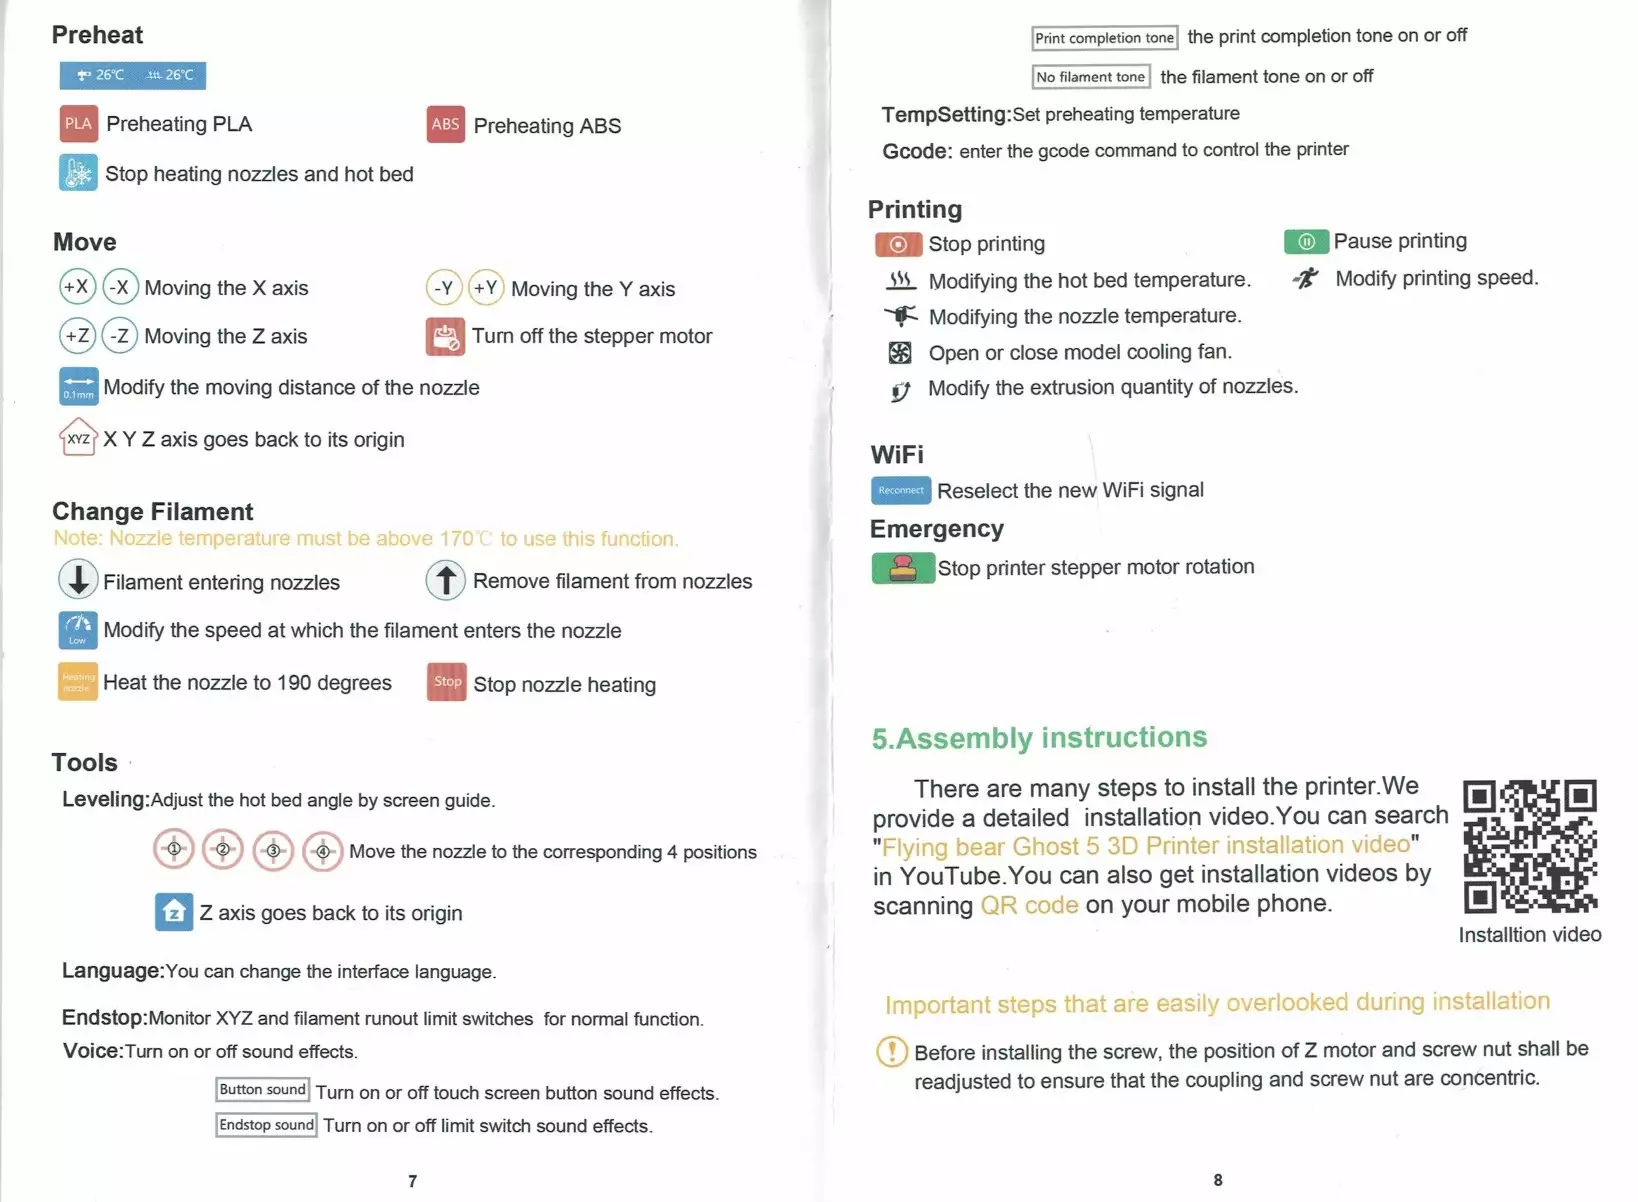 Preheat
26℃ 26℃
PLA Preheating PLA
ABS Preheating ABS
Stop heating nozzles and hot bed
Move
+X -X Moving the X axis
-Y +Y Moving the Y axis
+Z -Z Moving the Z axis
Turn off the stepper motor
0.1mm Modify the moving distance of the nozzle
XYZ X Y Z axis goes back to its origin
Change Filament
Note: Nozzle temperature must be above 170℃ to use this function.
Filament entering nozzles
Remove filament from nozzles
Low Modify the speed at which the filament enters the nozzle
Heating nozzle Heat the nozzle to 190 degrees
Stop Stop nozzle heating
Tools
Leveling:Adjust the hot bed angle by screen guide.
① ② ③ ④ Move the nozzle to the corresponding 4 positions
Z Z axis goes back to its origin
Language:You can change the interface language.
Endstop:Monitor XYZ and filament runout limit switches for normal function.
Voice:Turn on or off sound effects.
Button sound Turn on or off touch screen button sound effects.
Endstop sound Turn on or off limit switch sound effects.
7
Print completion tone the print completion tone on or off
No filament tone the filament tone on or off
TempSetting:Set preheating temperature
Gcode: enter the gcode command to control the printer
Printing
Stop printing
Pause printing
Modifying the hot bed temperature.
Modify printing speed.
Modifying the nozzle temperature.
Open or close model cooling fan.
Modify the extrusion quantity of nozzles.
WiFi
Reconnect Reselect the new WiFi signal
Emergency
Stop printer stepper motor rotation
5.Assembly instructions
There are many steps to install the printer.We
provide a detailed installation video.You can search
"Flying bear Ghost 5 3D Printer installation video"
in YouTube.You can also get installation videos by
scanning QR code on your mobile phone.
Installtion video
Important steps that are easily overlooked during installation
! Before installing the screw, the position of Z motor and screw nut shall be
readjusted to ensure that the coupling and screw nut are concentric.
8